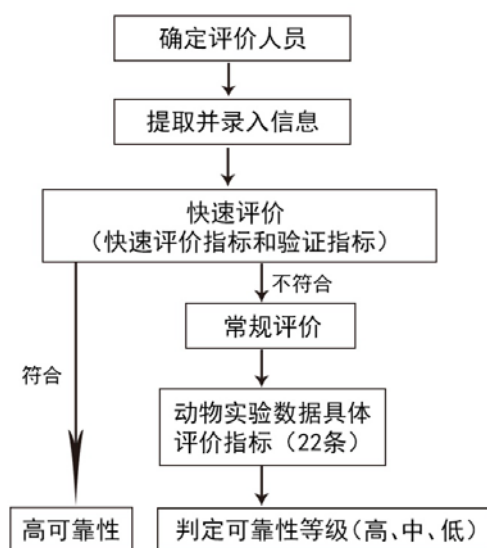 确定评价人员
提取并录入信息
快速评价
（快速评价指标和验证指标）
不符合
常规评价
符合
动物实验数据具体
评价指标（22条）
高可靠性
判定可靠性等级(高、中、低)